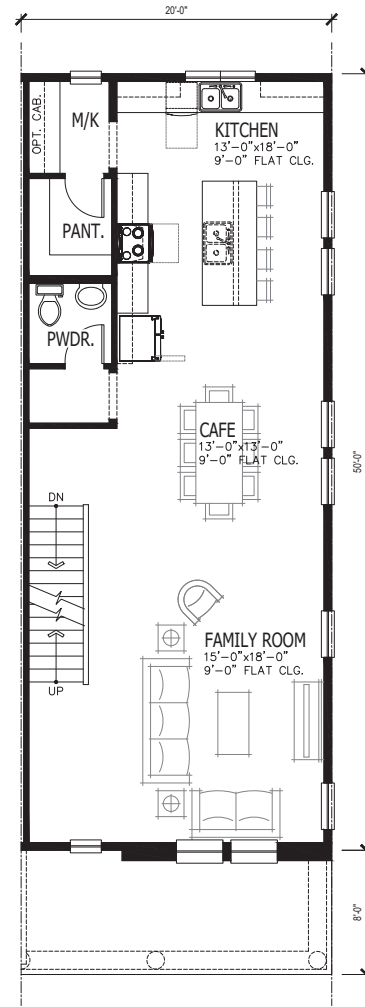 20'-0"
OPT. CAB.
M/K
KITCHEN
13'-0"x18'-0"
9'-0" FLAT CLG.
PANT.
PWDR.
CAFE
13'-0"x13'-0"
9'-0" FLAT CLG.
50'-0"
DN
FAMILY ROOM
15'-0"x18'-0"
9'-0" FLAT CLG.
UP
8'-0"